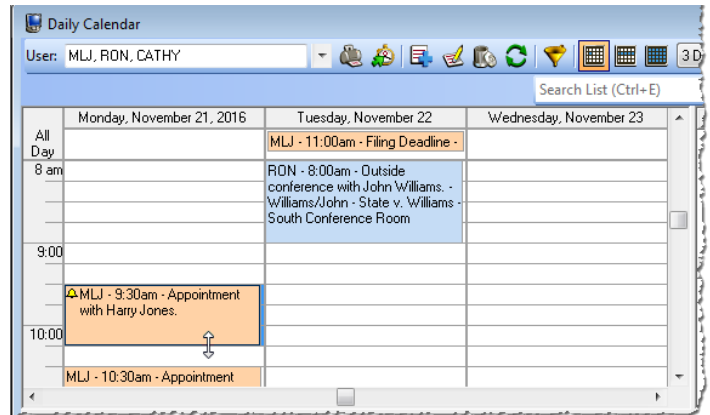 Daily Calendar
User: MLJ, RON, CATHY
3 D
Search List (Ctrl+E)
Monday, November 21, 2016 Tuesday, November 22 Wednesday, November 23
All
Day
MLJ - 11:00am - Filing Deadline -
8 am
RON - 8:00am - Outside
conference with John Williams. -
Williams/John - State v. Williams -
South Conference Room
9:00
MLJ - 9:30am - Appointment
with Harry Jones.
10:00
MLJ - 10:30am - Appointment